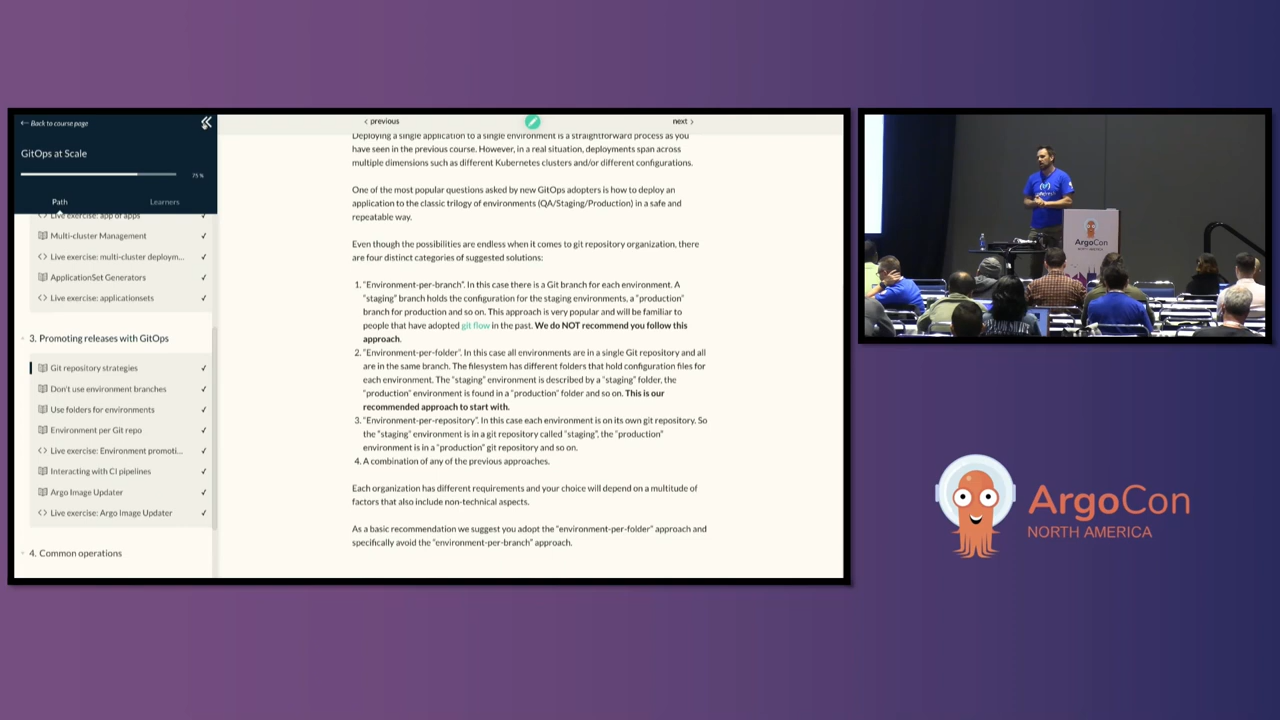 ← Back to course page
GitOps at Scale
75 %
Path
Learners
Live exercise: app of apps
Multi-cluster Management
Live exercise: multi-cluster deploym...
ApplicationSet Generators
Live exercise: applicationsets
3. Promoting releases with GitOps
Git repository strategies
Don't use environment branches
Use folders for environments
Environment per Git repo
Live exercise: Environment promoti...
Interacting with CI pipelines
Argo Image Updater
Live exercise: Argo Image Updater
4. Common operations
< previous
next >
Deploying a single application to a single environment is a straightforward process as you
have seen in the previous course. However, in a real situation, deployments span across
multiple dimensions such as different Kubernetes clusters and/or different configurations.
One of the most popular questions asked by new GitOps adopters is how to deploy an
application to the classic trilogy of environments (QA/Staging/Production) in a safe and
repeatable way.
Even though the possibilities are endless when it comes to git repository organization, there
are four distinct categories of suggested solutions:
1. "Environment-per-branch". In this case there is a Git branch for each environment. A
"staging" branch holds the configuration for the staging environments, a "production"
branch for production and so on. This approach is very popular and will be familiar to
people that have adopted git flow in the past. We do NOT recommend you follow this
approach.
2. "Environment-per-folder". In this case all environments are in a single Git repository and all
are in the same branch. The filesystem has different folders that hold configuration files for
each environment. The "staging" environment is described by a "staging" folder, the
"production" environment is found in a "production" folder and so on. This is our
recommended approach to start with.
3. "Environment-per-repository". In this case each environment is on its own git repository. So
the "staging" environment is in a git repository called "staging", the "production"
environment is in a "production" git repository and so on.
4. A combination of any of the previous approaches.
Each organization has different requirements and your choice will depend on a multitude of
factors that also include non-technical aspects.
As a basic recommendation we suggest you adopt the "environment-per-folder" approach and
specifically avoid the "environment-per-branch" approach.
ArgoCon
ArgoCon
NORTH AMERICA